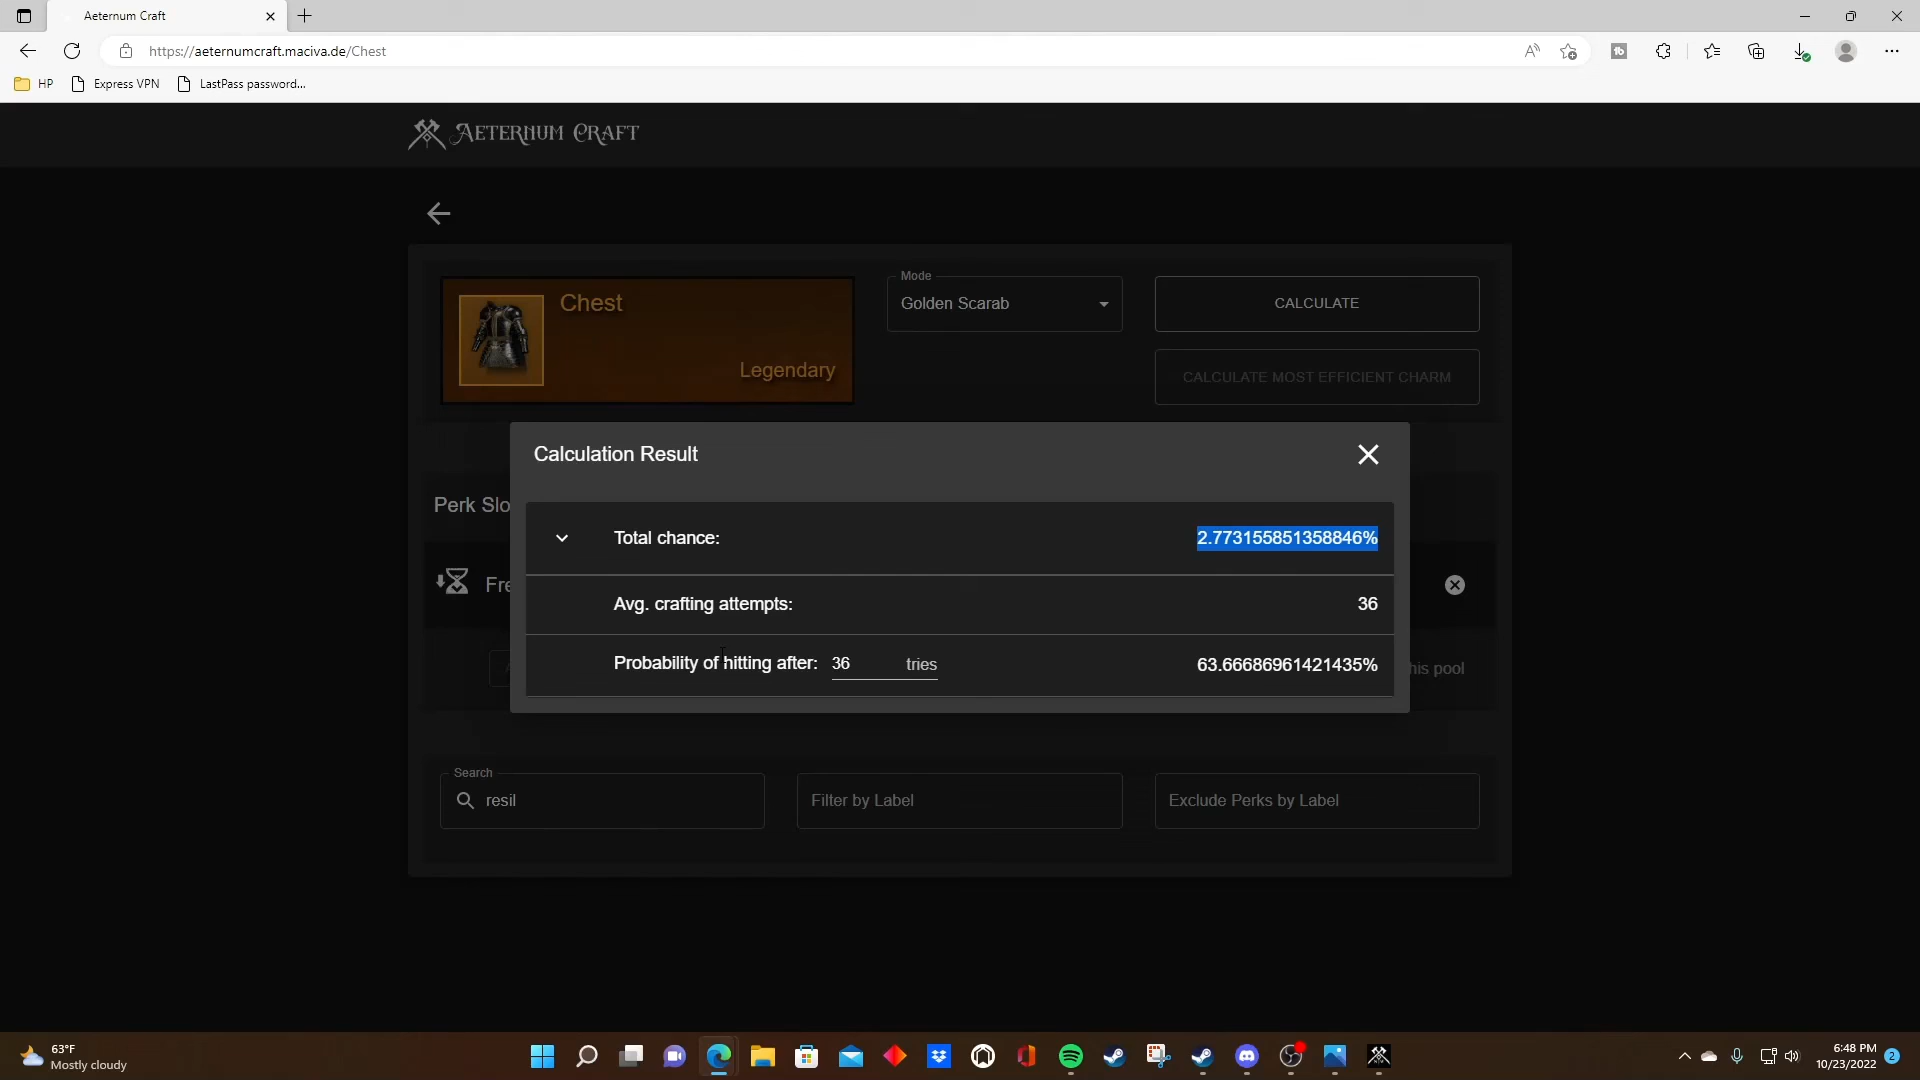 Aeternum Craft
https://aeternumcraft.maciva.de/Chest
HP
Express VPN
LastPass password...
AETERNUM CRAFT
Chest
Legendary
Mode
Golden Scarab
CALCULATE
CALCULATE MOST EFFICIENT CHARM
Calculation Result
Perk Slo
Total chance: 2.773155851358846%
Fre
Avg. crafting attempts: 36
Probability of hitting after: 36 tries 63.66686961421435%
his pool
Search
resil
Filter by Label
Exclude Perks by Label
63°F
Mostly cloudy
6:48 PM
10/23/2022
2